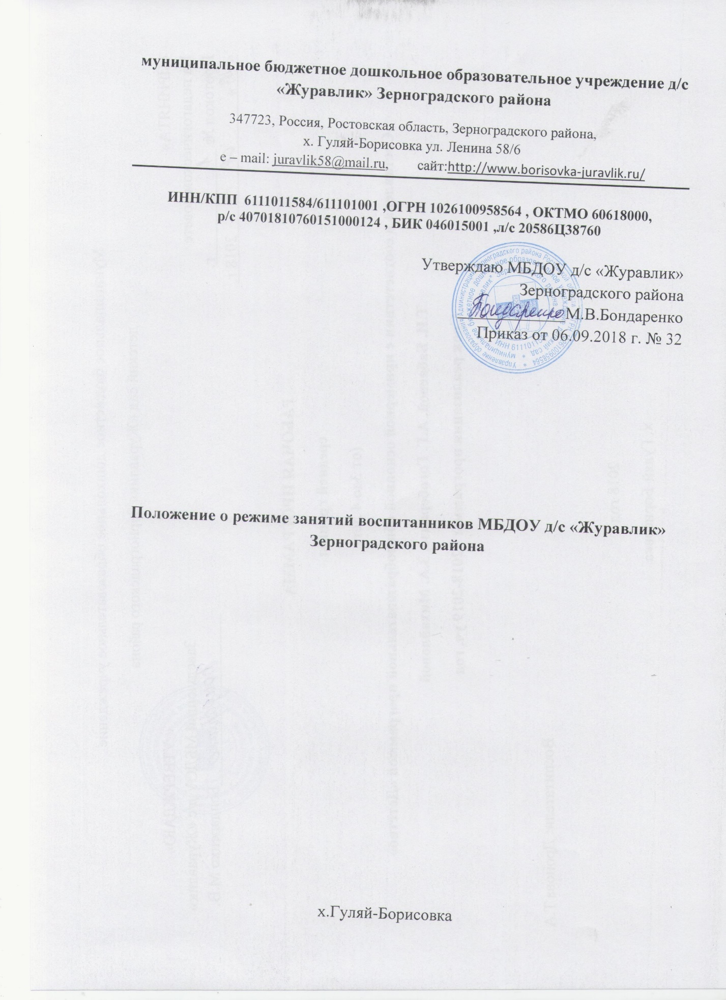 муниципальное бюджетное дошкольное образовательное учреждение д/с
«Журавлик» Зерноградского района
347723, Россия, Ростовская область, Зерноградского района,
х. Гуляй-Борисовка ул. Ленина 58/6
е – mail: juravlik58@mail.ru, сайт:http://www.borisovka-juravlik.ru/
ИНН/КПП 6111011584/611101001 ,ОГРН 1026100958564 , ОКТМО 60618000,
р/с 40701810760151000124 , БИК 046015001 ,л/с 20586Ц38760
Утверждаю МБДОУ д/с «Журавлик»
Зерноградского района
Бондаренко М.В.Бондаренко
Приказ от 06.09.2018 г. № 32
Положение о режиме занятий воспитанников МБДОУ д/с «Журавлик»
Зерноградского района
х.Гуляй-Борисовка